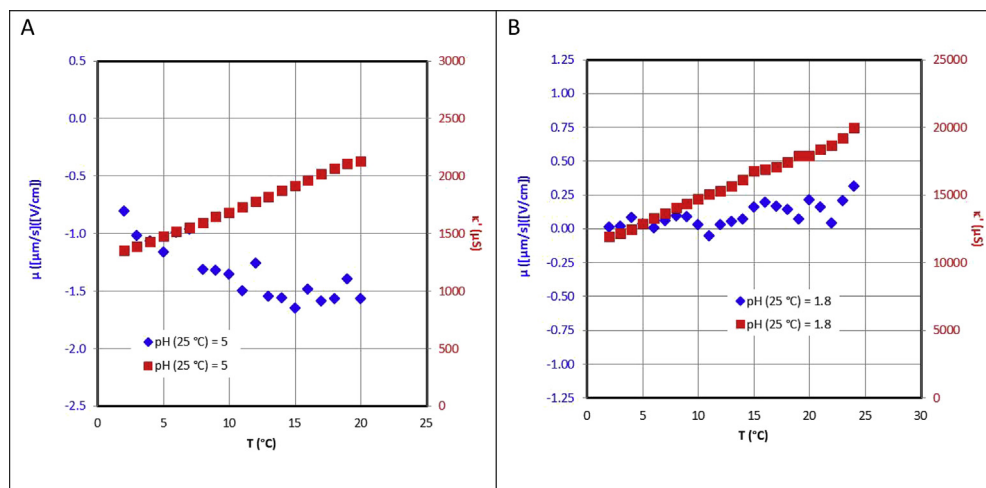 A
0.5
0.0
-0.5
-1.0
-1.5
-2.0
-2.5
µ ([µm/s]([V/cm])
3000
2500
2000
1500
1000
500
0
κ' (µS)
pH (25 °C) = 5
pH (25 °C) = 5
0 5 10 15 20 25
T (°C)
B
1.25
1.00
0.75
0.50
0.25
0.00
-0.25
-0.50
-0.75
-1.00
-1.25
µ ([µm/s]([V/cm])
25000
20000
15000
10000
5000
0
κ' (µS)
pH (25 °C) = 1.8
pH (25 °C) = 1.8
0 5 10 15 20 25 30
T (°C)